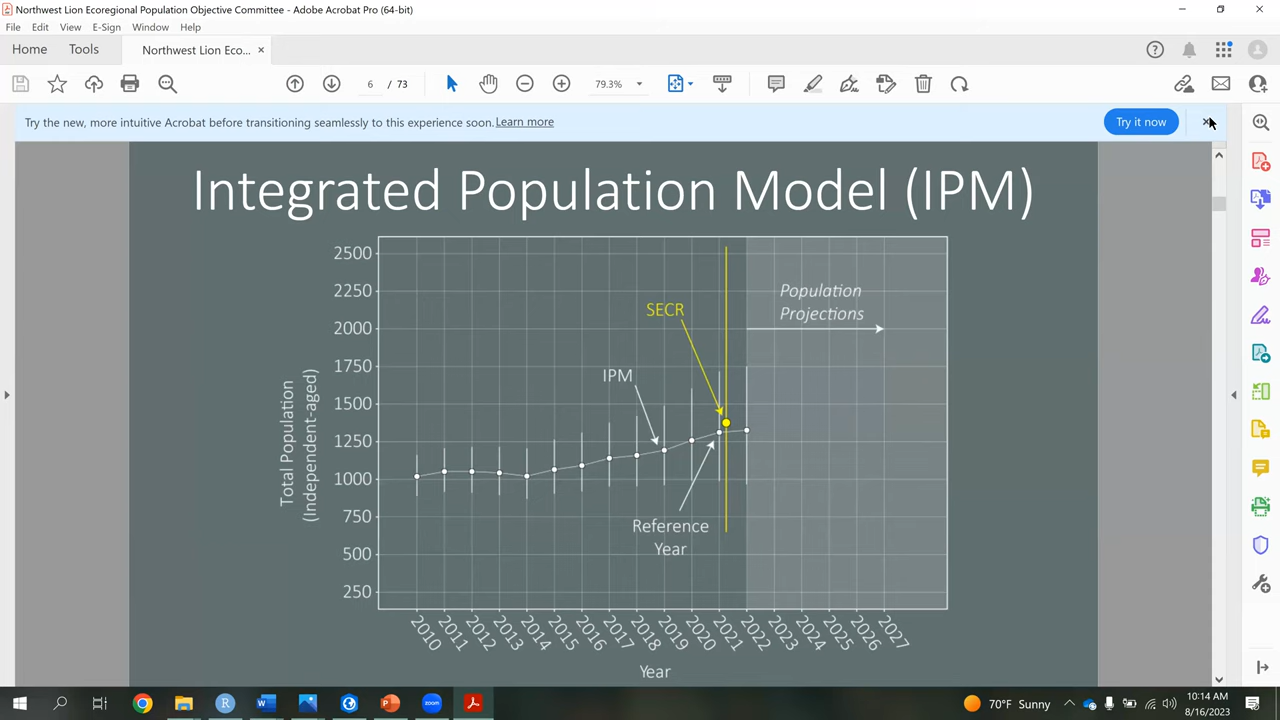 Northwest Lion Ecoregional Population Objective Committee - Adobe Acrobat Pro (64-bit)
File Edit View E-Sign Window Help
Home Tools Northwest Lion Eco... ×
6 / 73 79.3%
Try the new, more intuitive Acrobat before transitioning seamlessly to this experience soon. Learn more Try it now
Integrated Population Model (IPM)
2500
2250
2000
1750
1500
1250
1000
750
500
250
Total Population
(Independent-aged)
SECR
IPM
Reference
Year
Population
Projections
2010
2011
2012
2013
2014
2015
2016
2017
2018
2019
2020
2021
2022
2023
2024
2025
2026
2027
Year
70°F Sunny
10:14 AM
8/16/2023